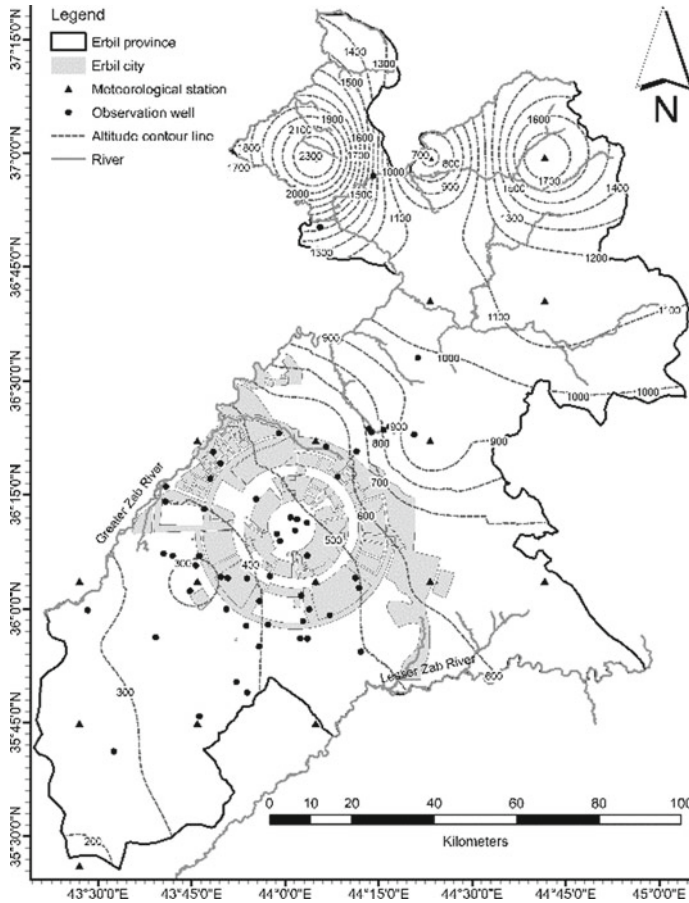 Legend
Erbil province
Erbil city
Meteorological station
Observation well
Altitude contour line
River
N
37°15'0"N
37°0'0"N
36°45'0"N
36°30'0"N
36°15'0"N
36°0'0"N
35°45'0"N
35°30'0"N
1400
1300
1500
1900
2100
1600
1800
2300
1700
1700
1000
700
800
900
1600
1730
1500
1400
2000
1500
1300
1100
1300
1200
1100
1100
900
1000
1000
1000
900
800
900
700
600
500
400
300
300
600
200
Greater Zab River
Lesser Zab River
0 10 20 40 60 80 100
Kilometers
43°30'0"E 43°45'0"E 44°0'0"E 44°15'0"E 44°30'0"E 44°45'0"E 45°0'0"E